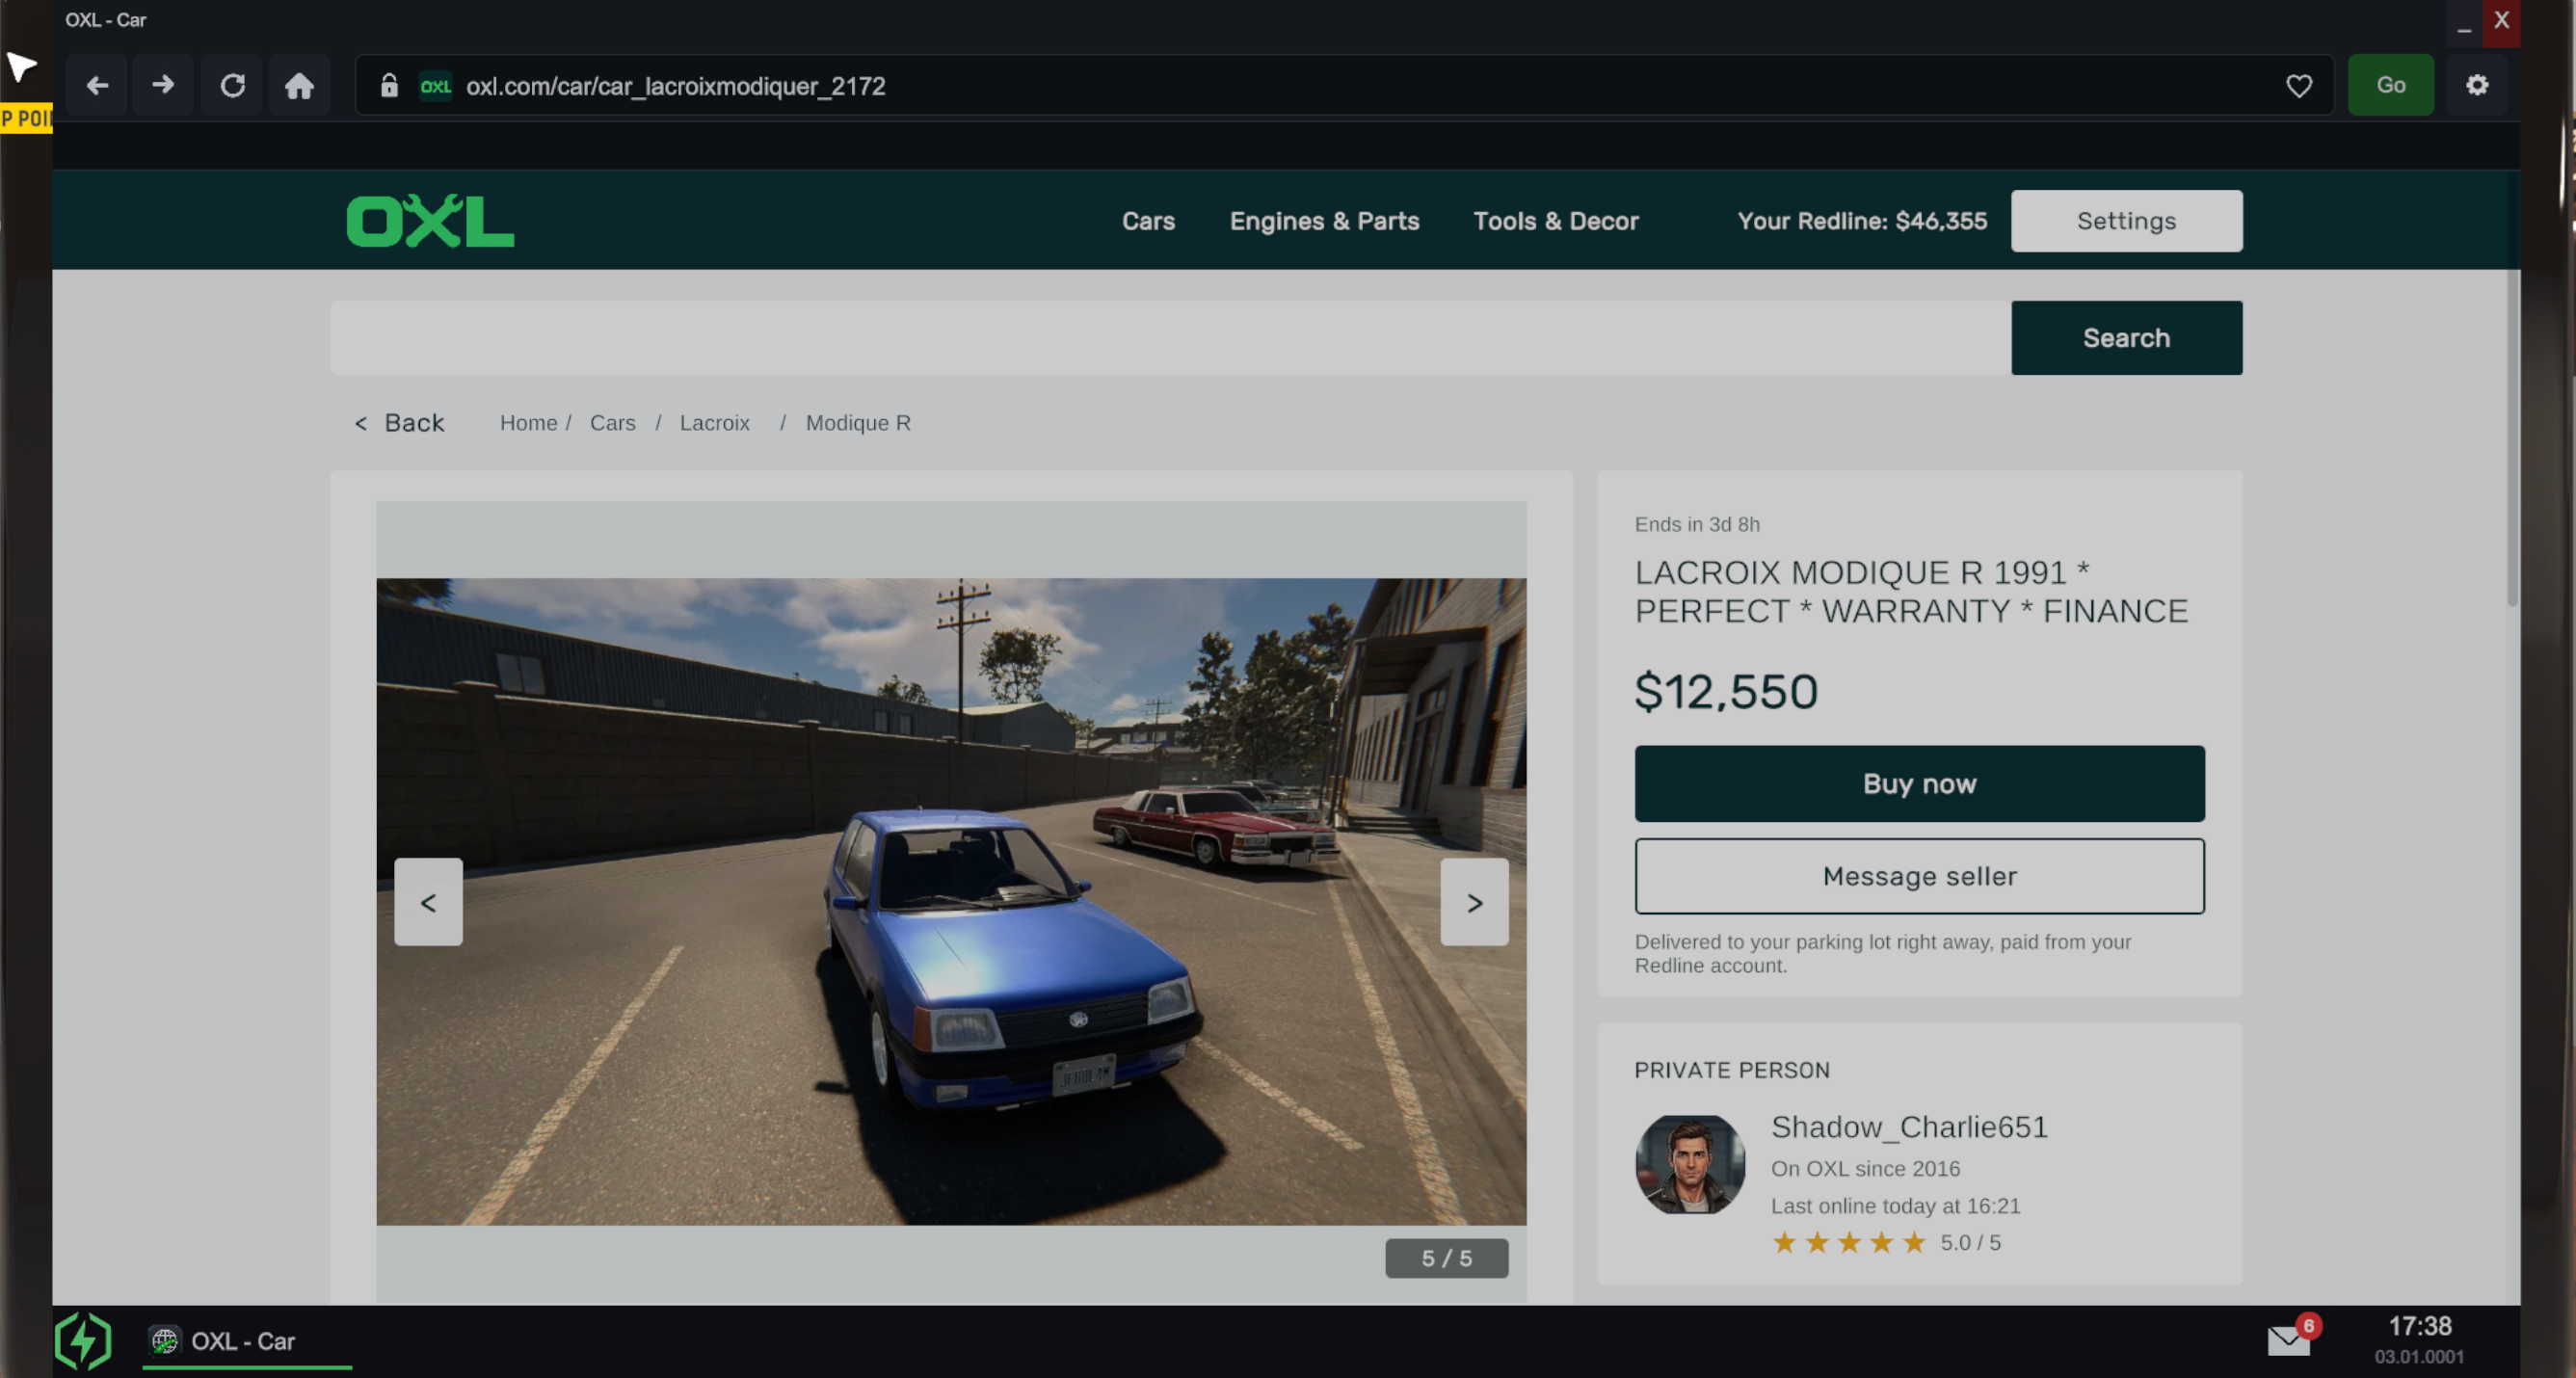 OXL - Car
_ X
oxl.com/car/car_lacroixmodiquer_2172
Go
P POI
OXL
Cars
Engines & Parts
Tools & Decor
Your Redline: $46,355
Settings
Search
< Back
Home / Cars / Lacroix / Modique R
Ends in 3d 8h
LACROIX MODIQUE R 1991 *
PERFECT * WARRANTY * FINANCE
$12,550
Buy now
Message seller
Delivered to your parking lot right away, paid from your
Redline account.
<
>
5 / 5
PRIVATE PERSON
Shadow_Charlie651
On OXL since 2016
Last online today at 16:21
5.0 / 5
OXL - Car
6
17:38
03.01.0001